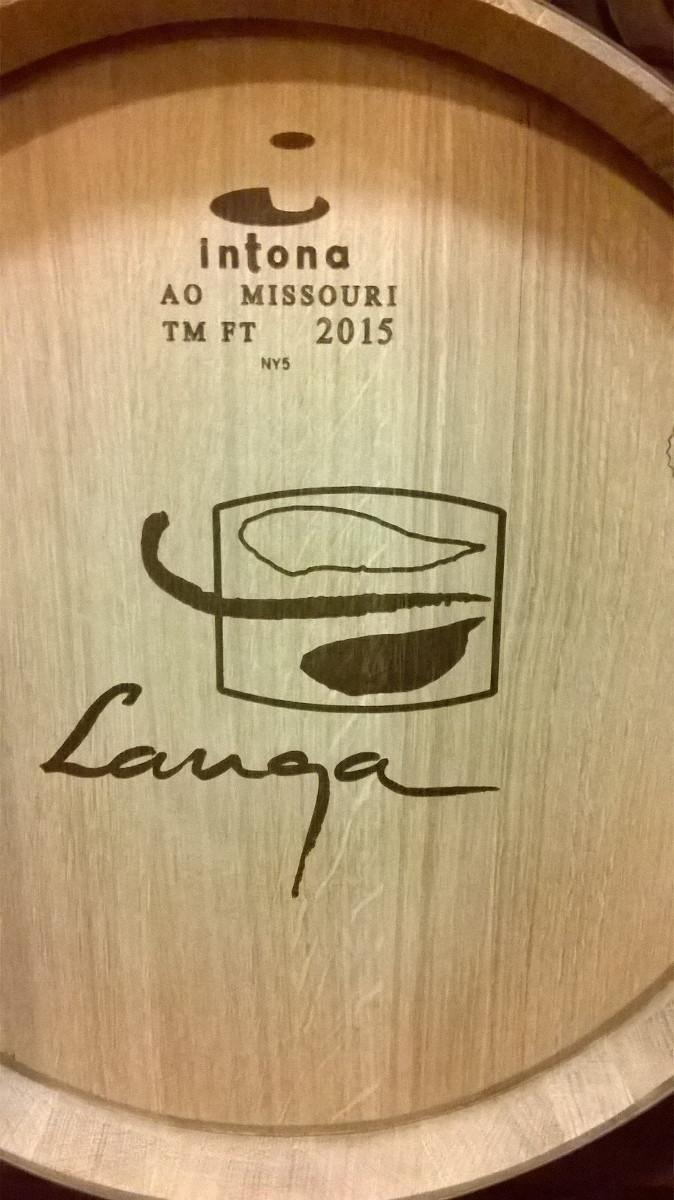 intona
AO MISSOURI
TM FT 2015
NY5
Langa